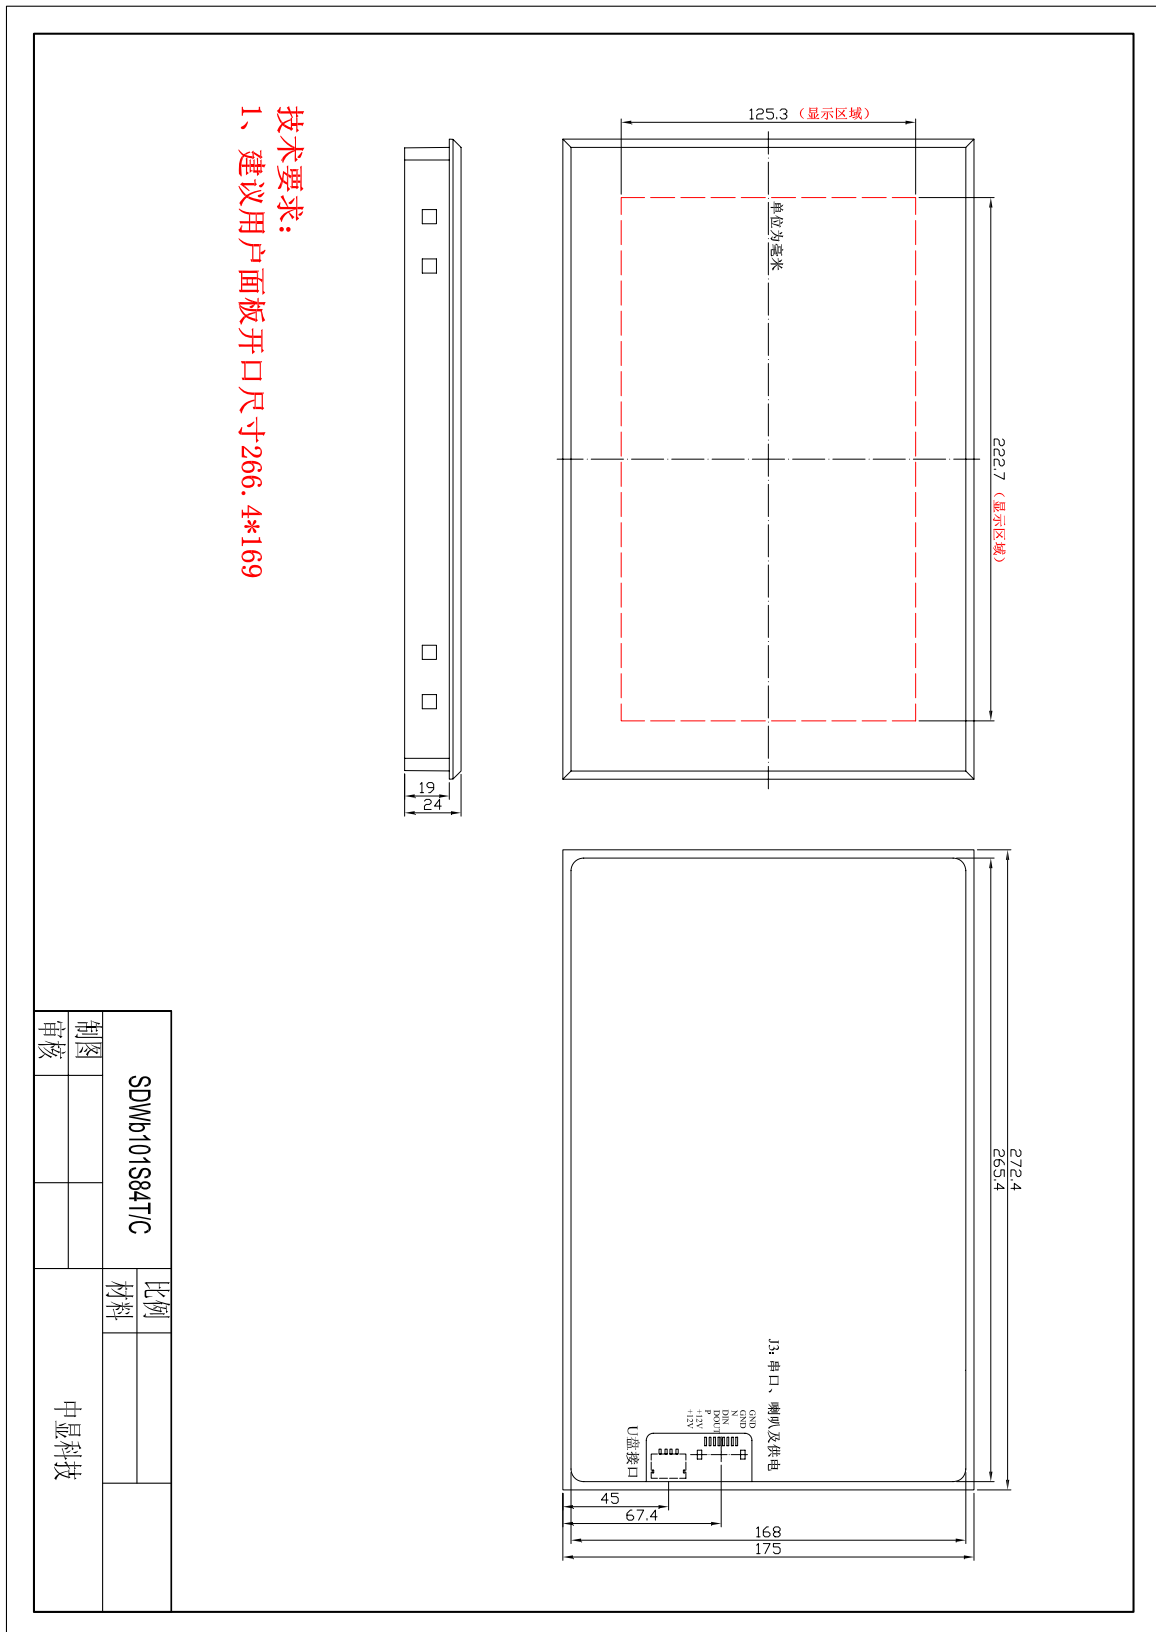 125.3（显示区域）
单位为毫米
222.7（显示区域）
技术要求：
1、建议用户面板开口尺寸266.4*169
19
24
272.4
265.4
J3: 串口、喇叭及供电
GND
GND
N
DIN
DOUT
P
+12V
+12V
U盘接口
45
67.4
168
175
SDWb101S84T/C
比例
材料
制图
审核
中显科技